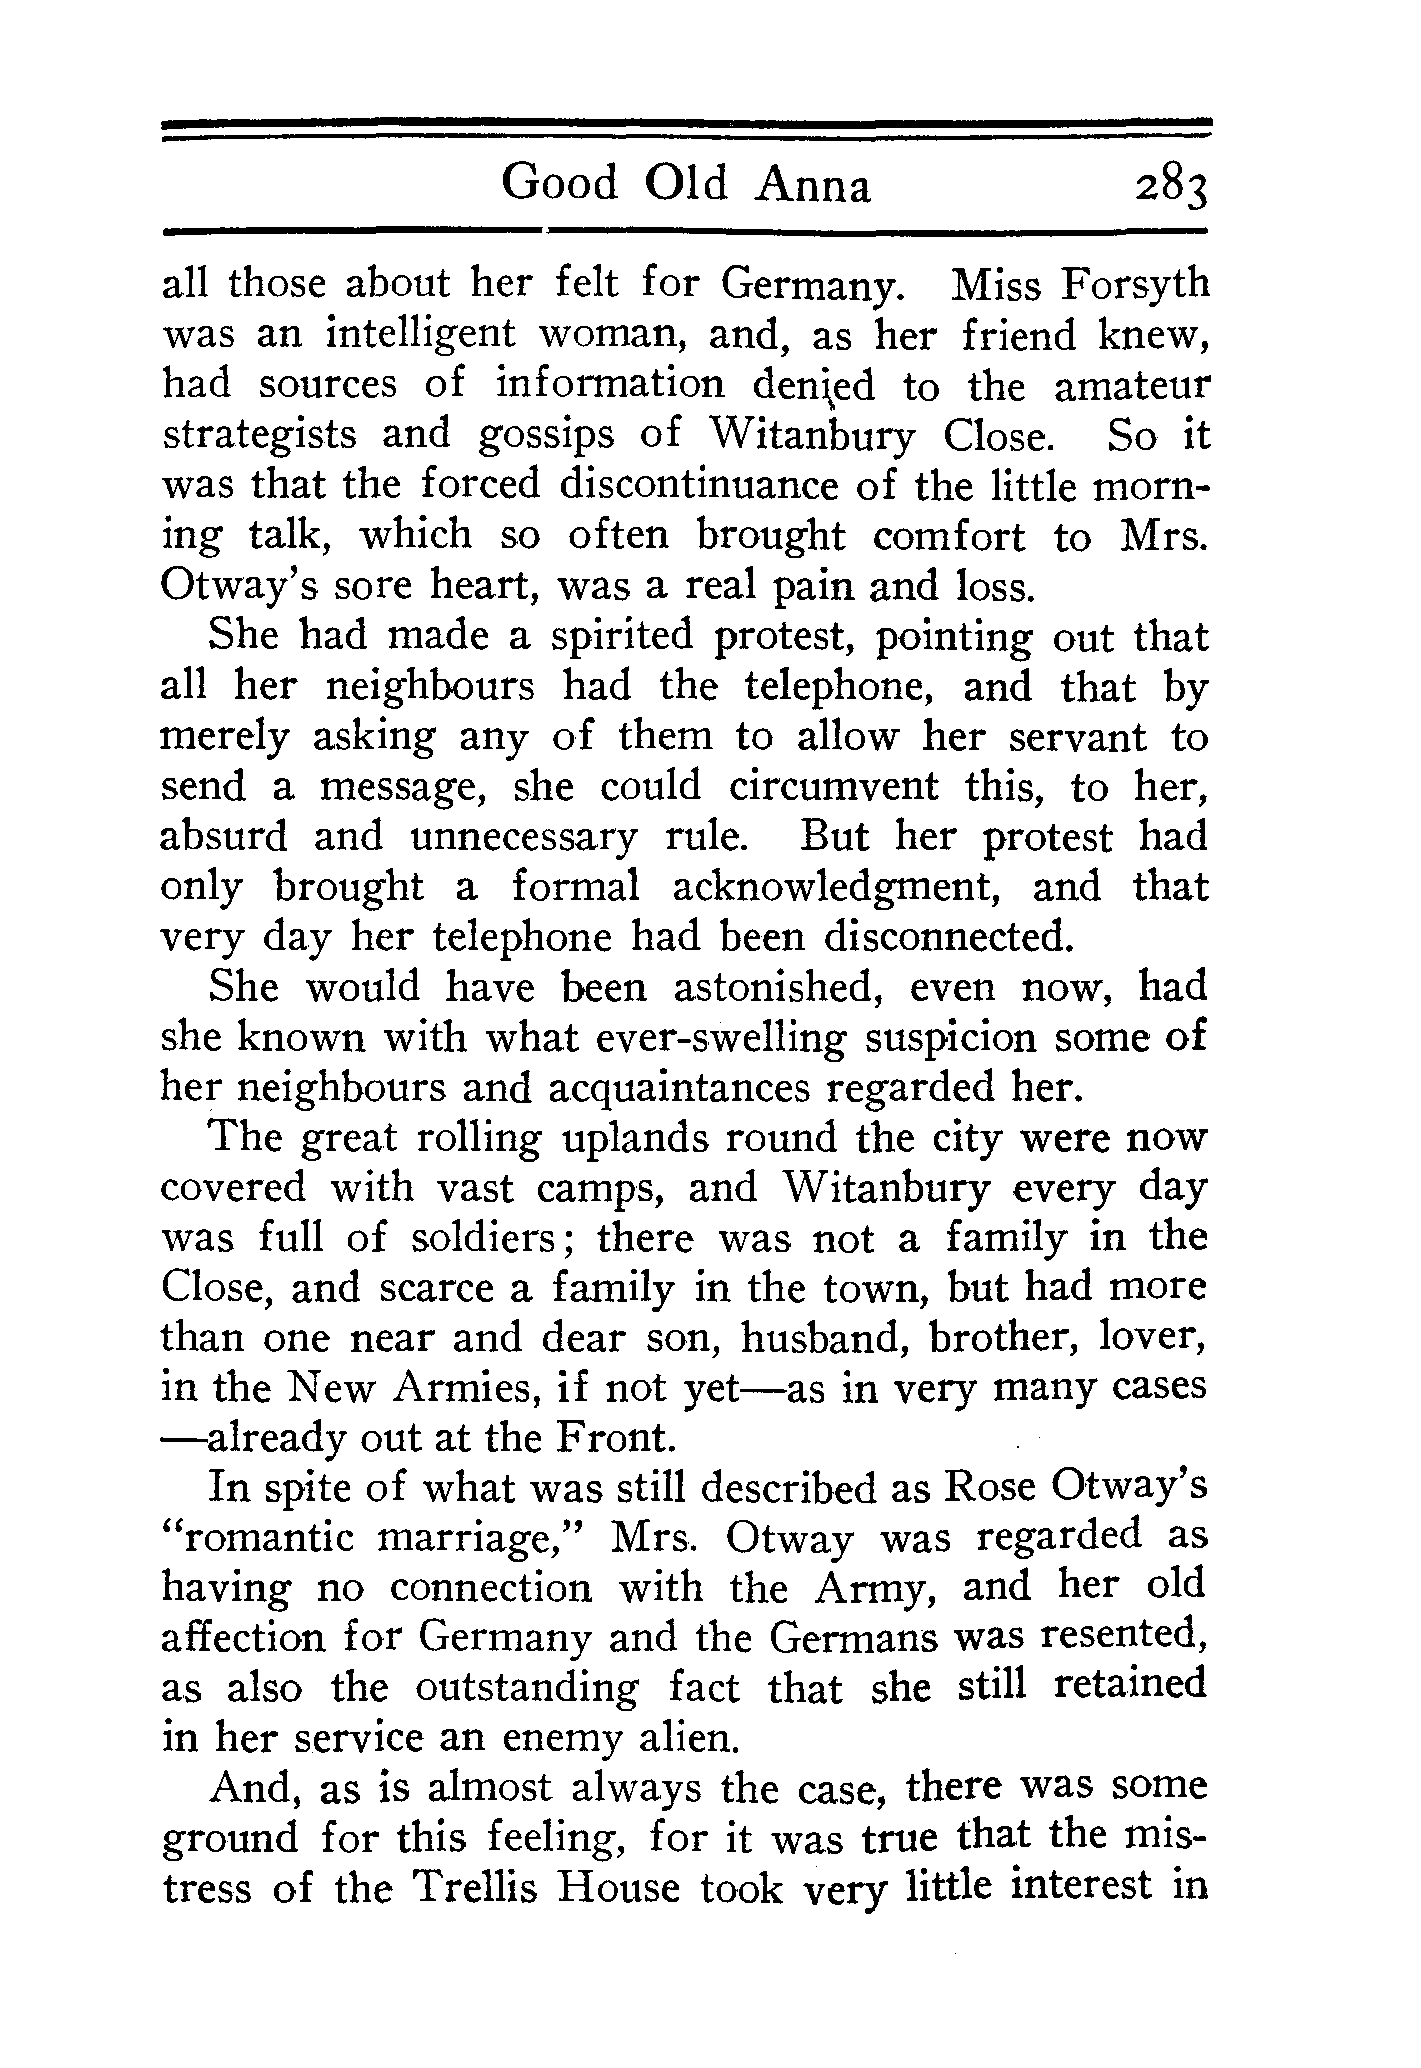 Good Old Anna 283
all those about her felt for Germany. Miss Forsyth
was an intelligent woman, and, as her friend knew,
had sources of information denied to the amateur
strategists and gossips of Witanbury Close. So it
was that the forced discontinuance of the little morn-
ing talk, which so often brought comfort to Mrs.
Otway's sore heart, was a real pain and loss.
She had made a spirited protest, pointing out that
all her neighbours had the telephone, and that by
merely asking any of them to allow her servant to
send a message, she could circumvent this, to her,
absurd and unnecessary rule. But her protest had
only brought a formal acknowledgment, and that
very day her telephone had been disconnected.
She would have been astonished, even now, had
she known with what ever-swelling suspicion some of
her neighbours and acquaintances regarded her.
The great rolling uplands round the city were now
covered with vast camps, and Witanbury every day
was full of soldiers; there was not a family in the
Close, and scarce a family in the town, but had more
than one near and dear son, husband, brother, lover,
in the New Armies, if not yet—as in very many cases
—already out at the Front.
In spite of what was still described as Rose Otway's
"romantic marriage," Mrs. Otway was regarded as
having no connection with the Army, and her old
affection for Germany and the Germans was resented,
as also the outstanding fact that she still retained
in her service an enemy alien.
And, as is almost always the case, there was some
ground for this feeling, for it was true that the mis-
tress of the Trellis House took very little interest in